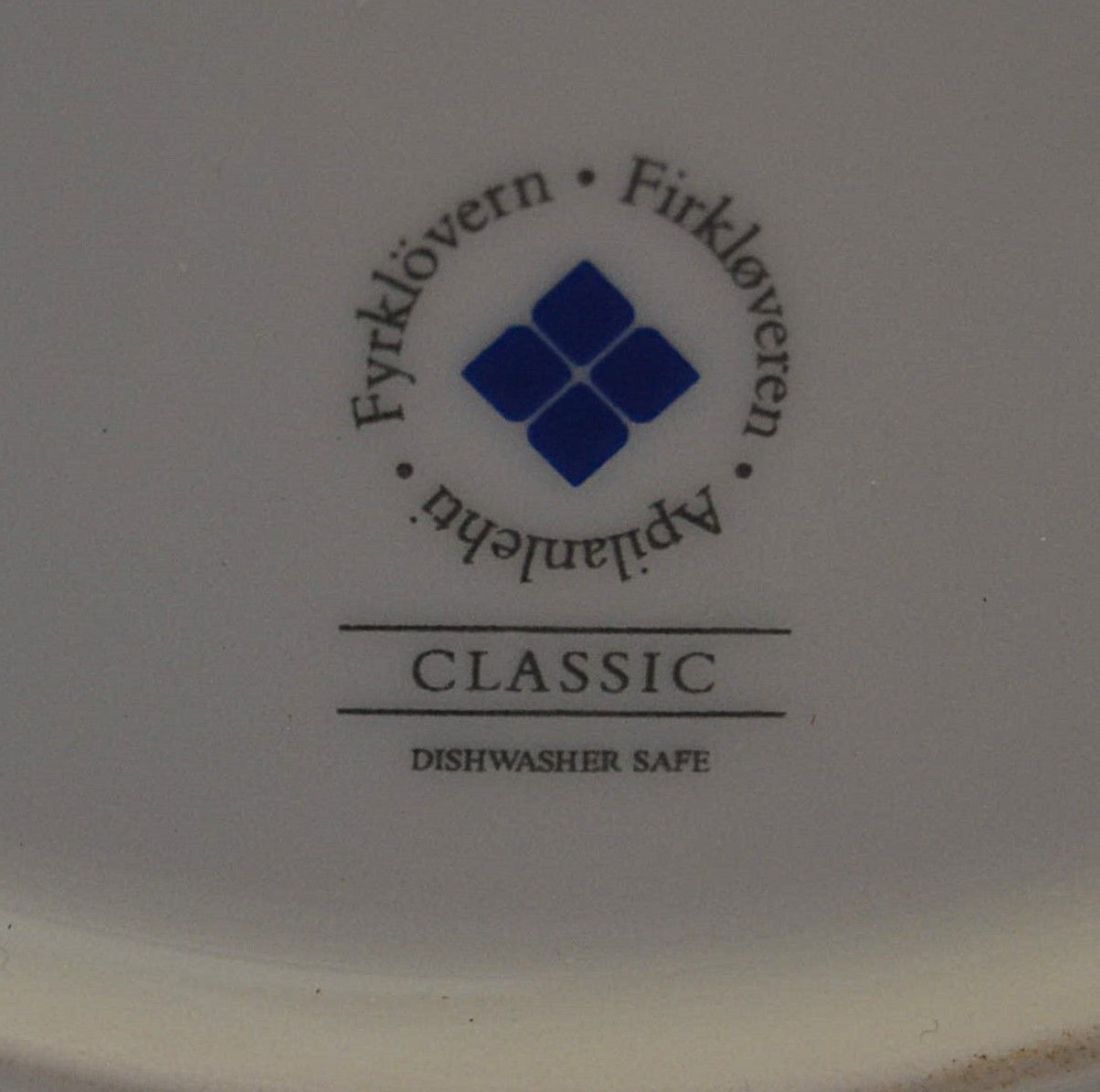 Fyrklövern • Firkløveren • Apilanlehti
CLASSIC
DISHWASHER SAFE